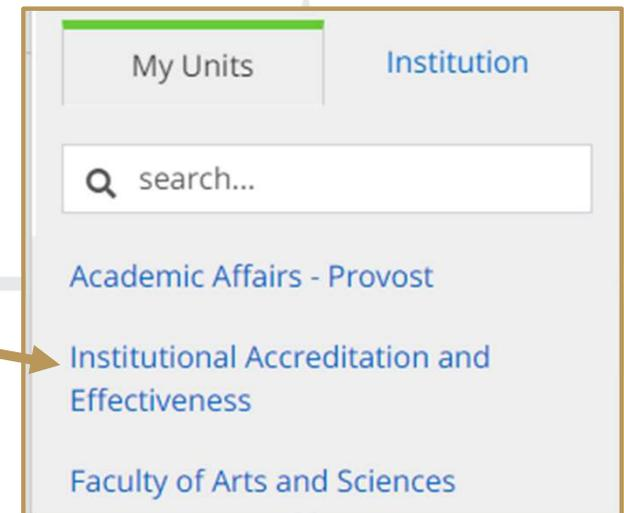 My Units Institution
search...
Academic Affairs - Provost
Institutional Accreditation and
Effectiveness
Faculty of Arts and Sciences